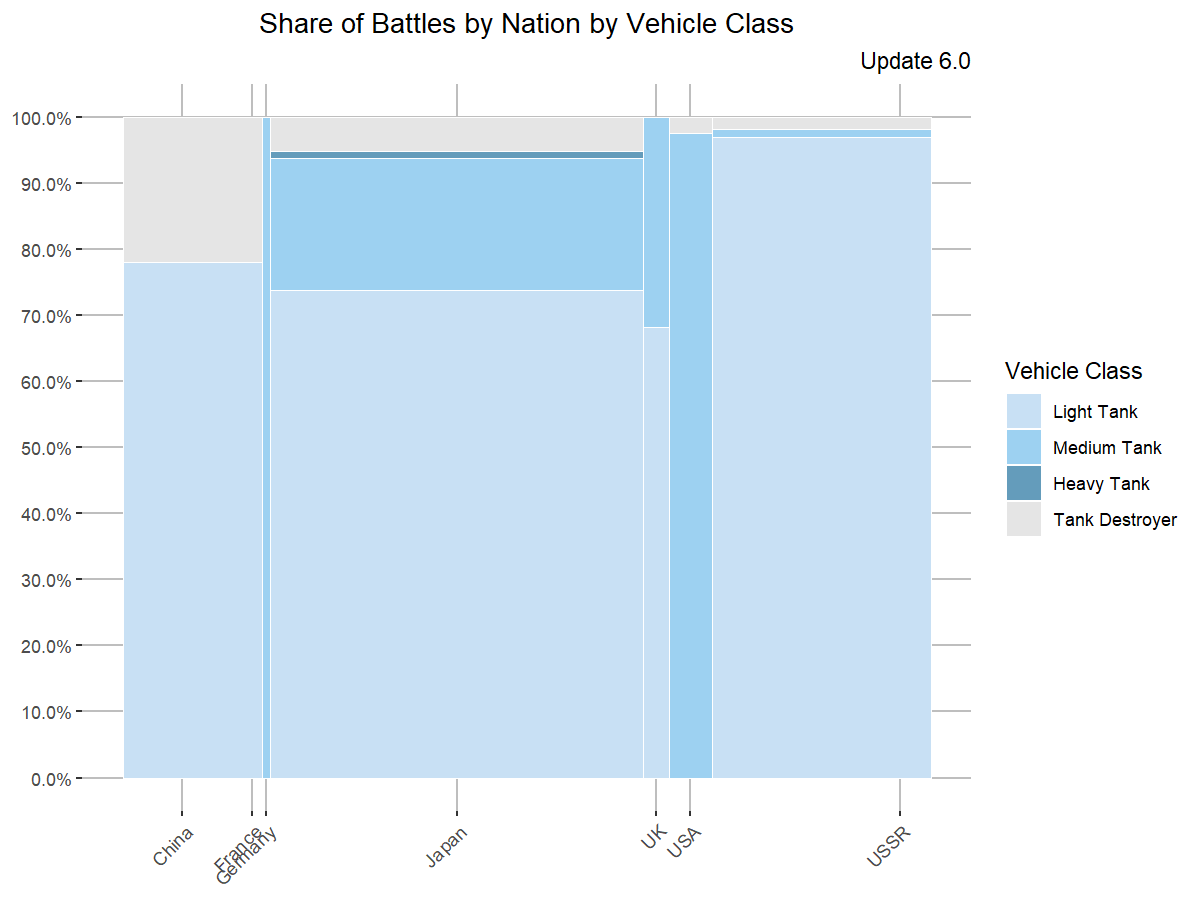 Share of Battles by Nation by Vehicle Class
Update 6.0
100.0%
90.0%
80.0%
70.0%
60.0%
50.0%
40.0%
30.0%
20.0%
10.0%
0.0%
China
France
Germany
Japan
UK
USA
USSR
Vehicle Class
Light Tank
Medium Tank
Heavy Tank
Tank Destroyer